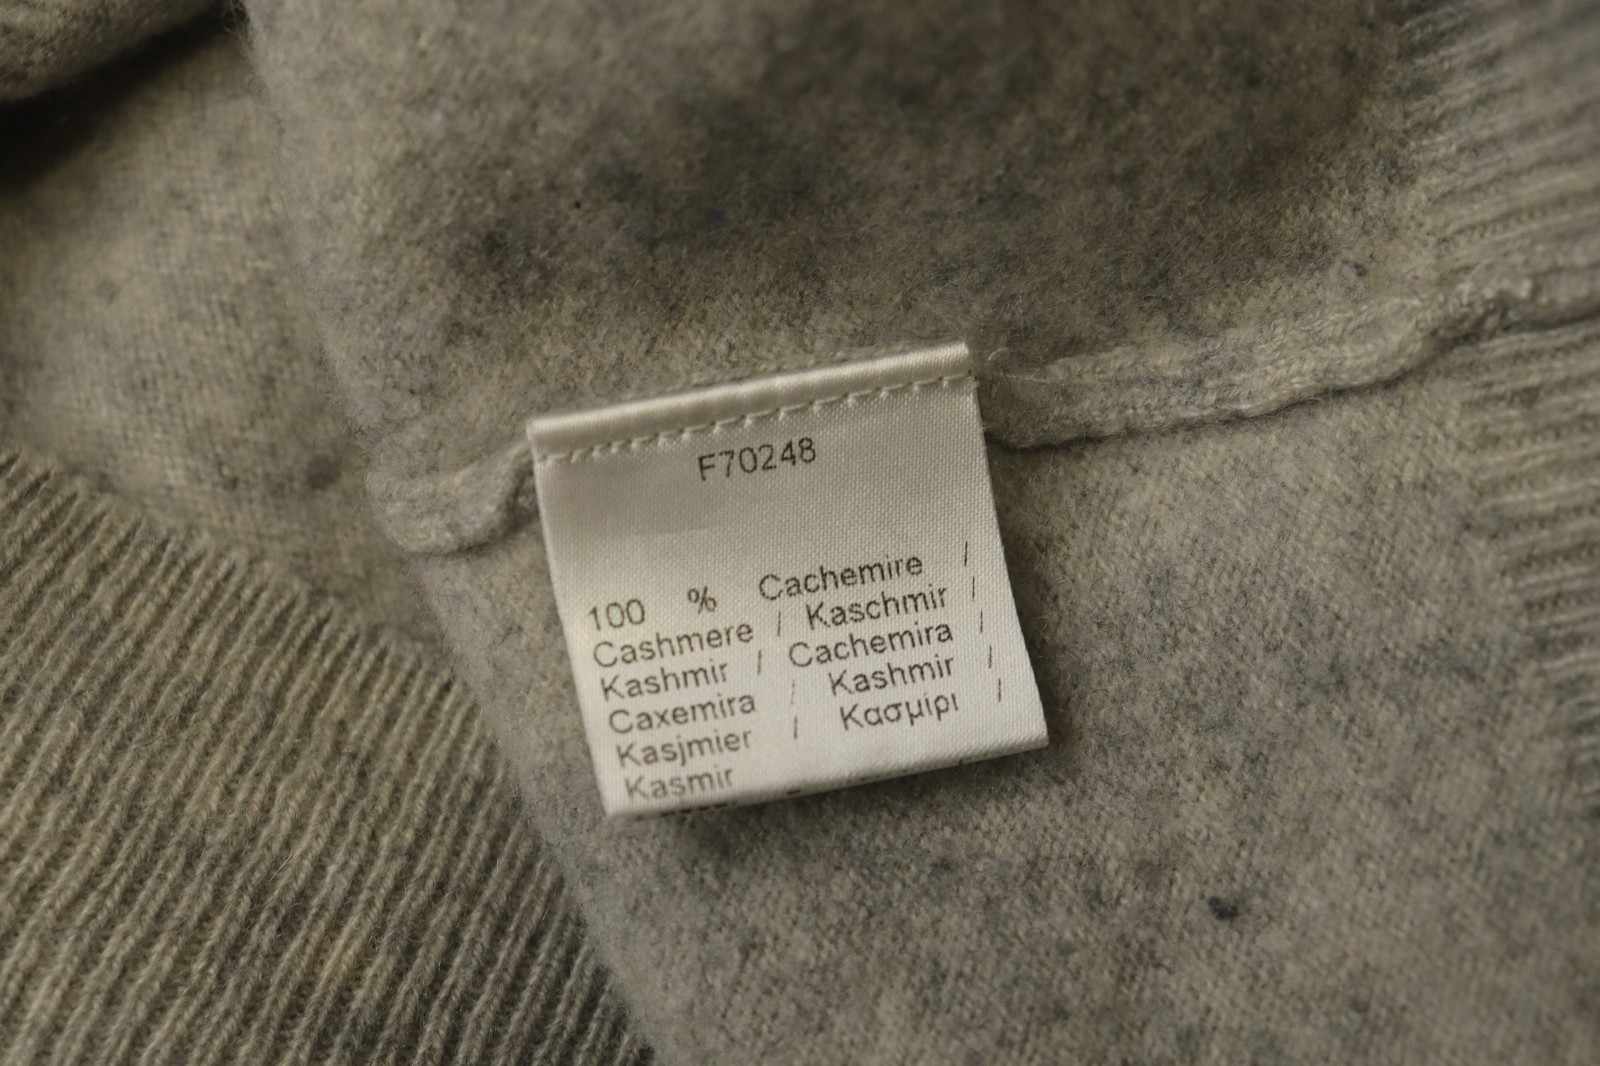 F70248
100 % Cachemire /
Cashmere / Kaschmir /
Kashmir / Cachemira /
Caxemira / Kashmir /
Kasjmier / Κασμίρι /
Kasmir